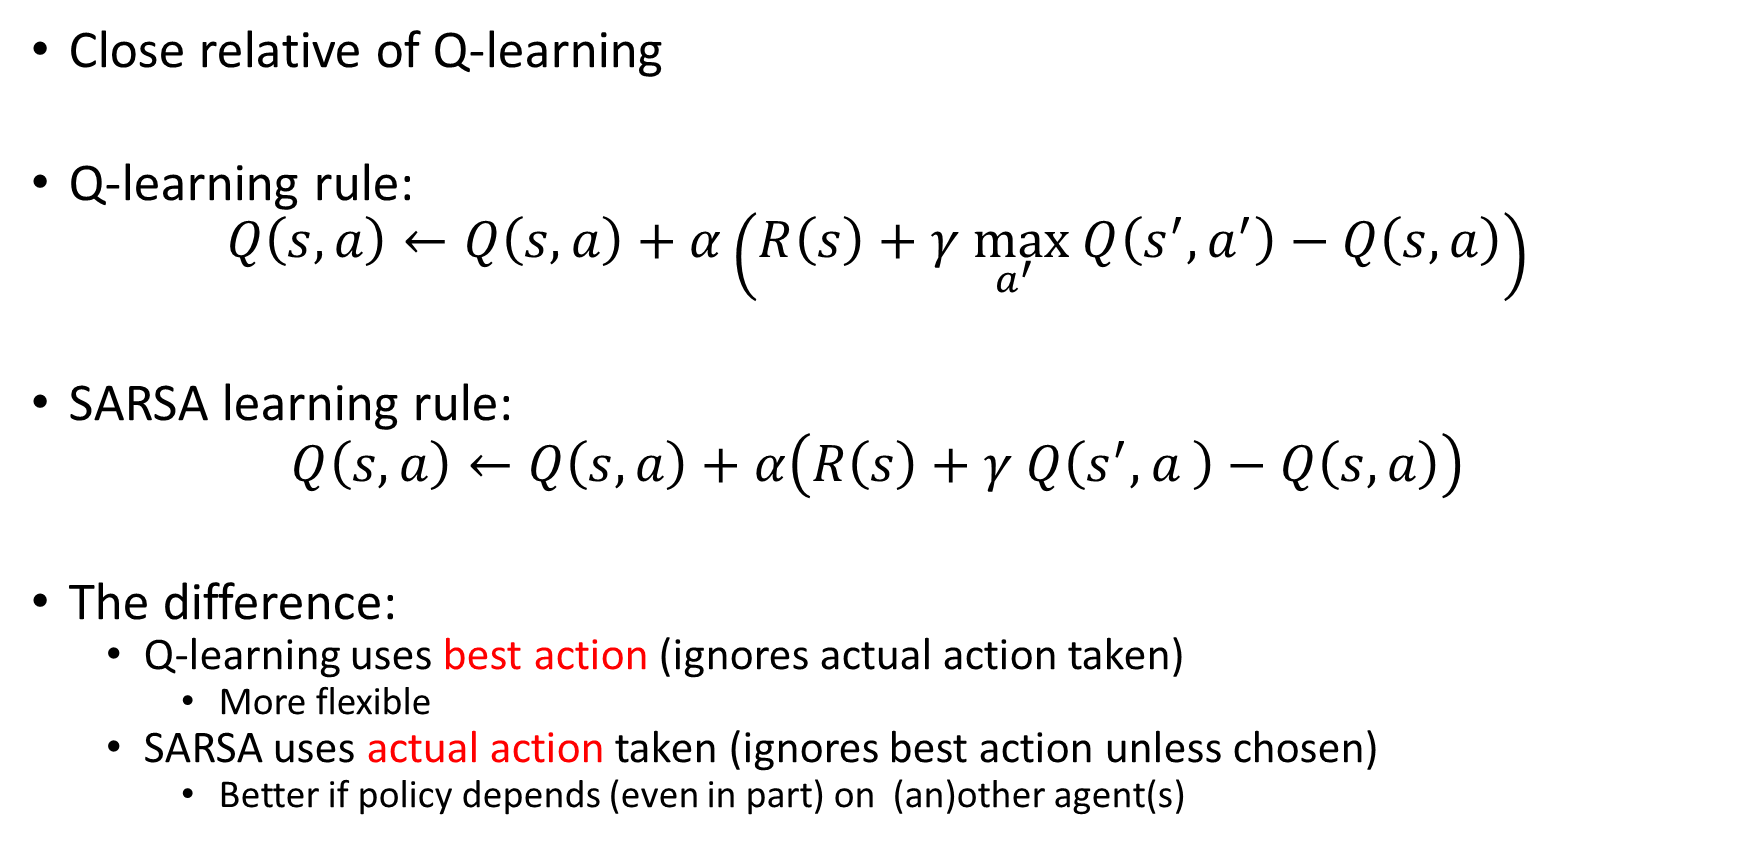 • Close relative of Q-learning
• Q-learning rule:
Q(s, a) ← Q(s, a) + α (R(s) + γ max Q(s′, a′) − Q(s, a))
a′
• SARSA learning rule:
Q(s, a) ← Q(s, a) + α(R(s) + γ Q(s′, a ) − Q(s, a))
• The difference:
• Q-learning uses best action (ignores actual action taken)
• More flexible
• SARSA uses actual action taken (ignores best action unless chosen)
• Better if policy depends (even in part) on  (an)other agent(s)